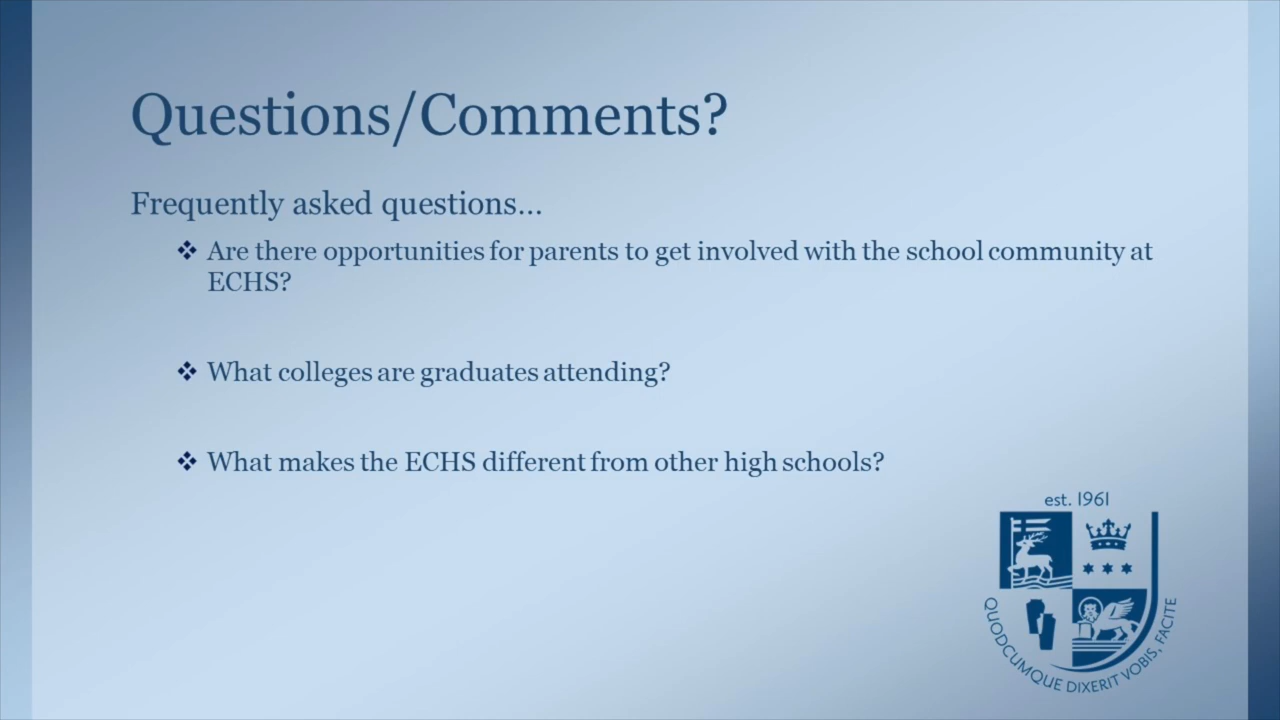 Questions/Comments?
Frequently asked questions...
❖ Are there opportunities for parents to get involved with the school community at
ECHS?
❖ What colleges are graduates attending?
❖ What makes the ECHS different from other high schools?
est. 1961
QUODCUMQUE DIXERIT VOBIS, FACITE